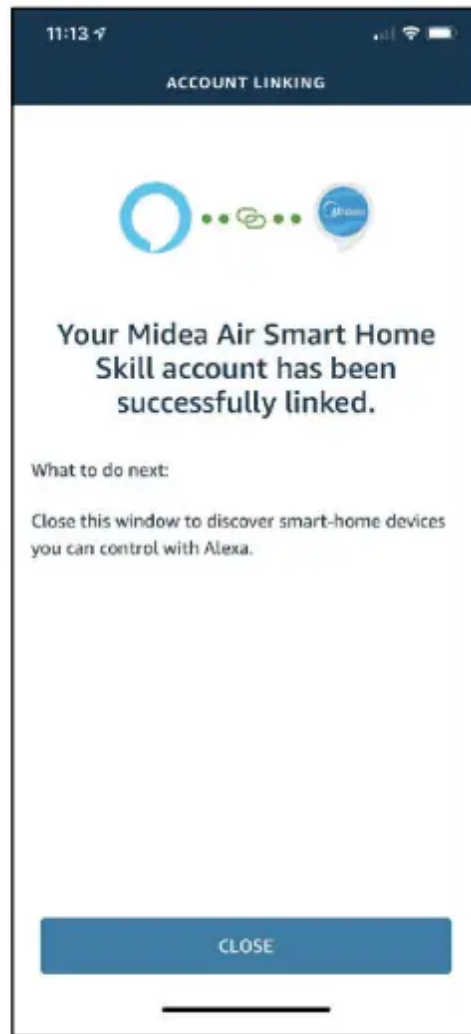 11:13
ACCOUNT LINKING
Midea
Your Midea Air Smart Home
Skill account has been
successfully linked.
What to do next:
Close this window to discover smart-home devices
you can control with Alexa.
CLOSE